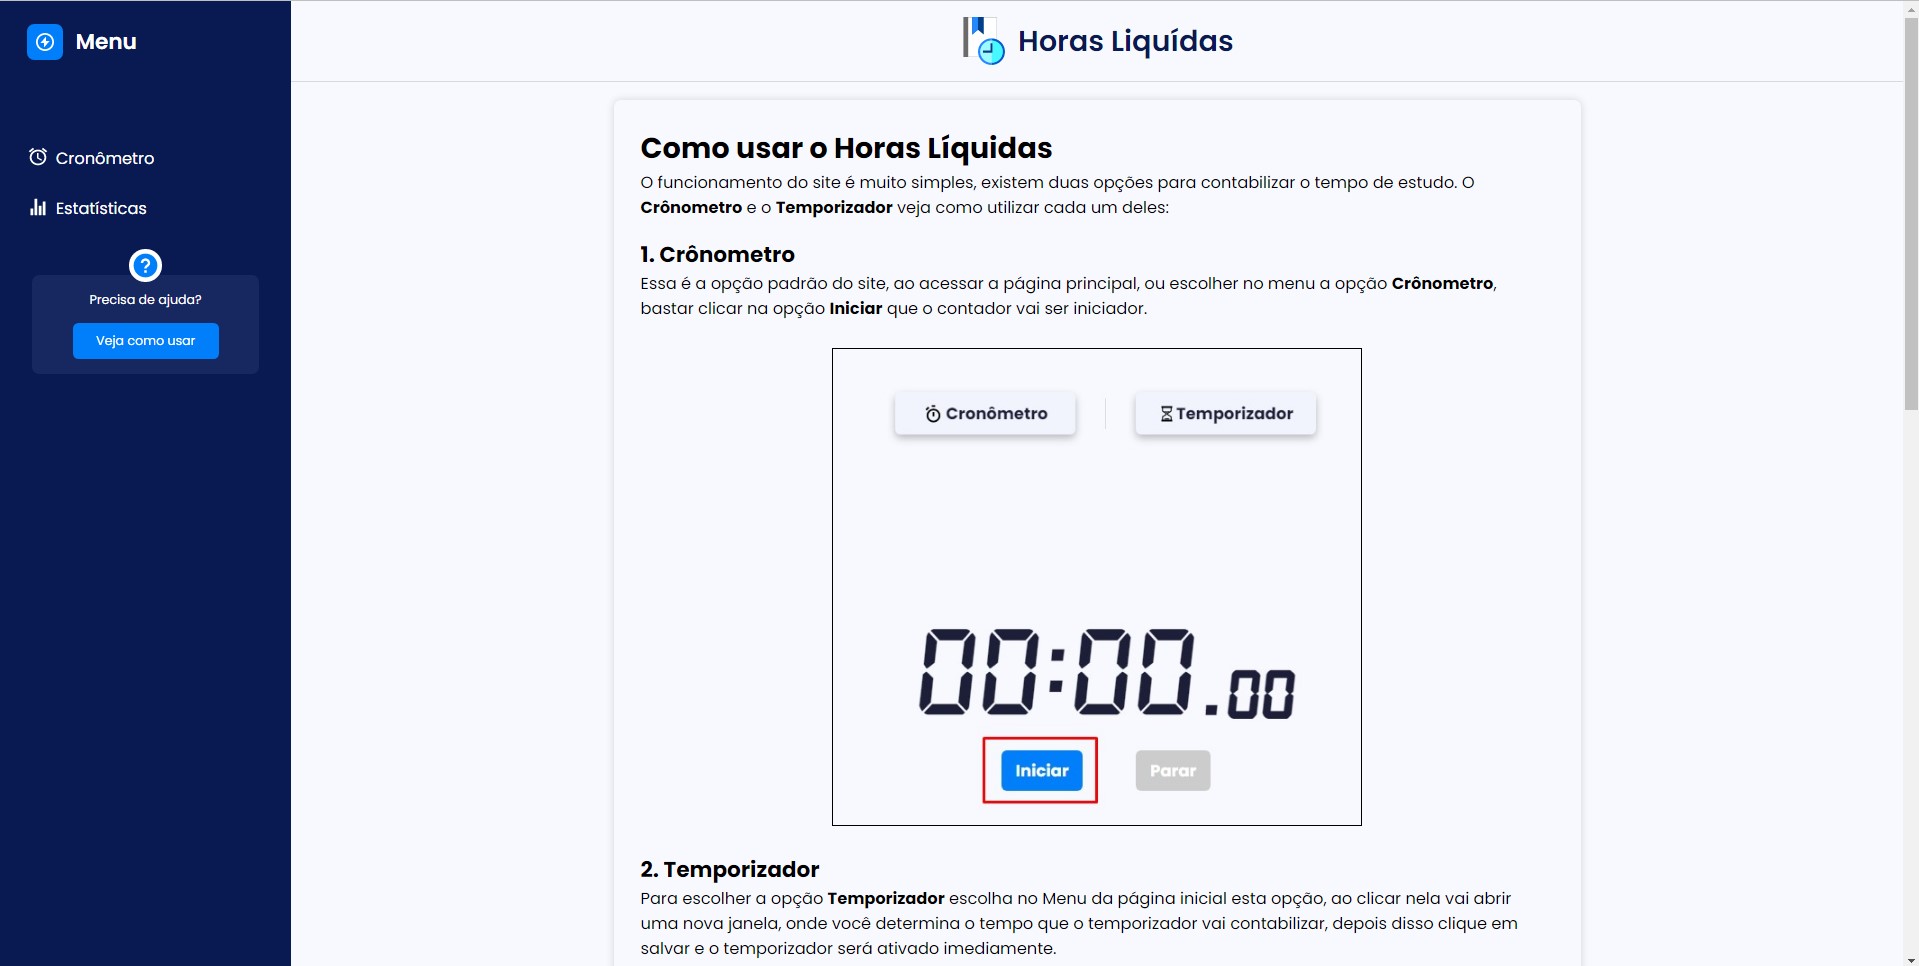 Menu
Horas Liquídas
Cronômetro
Estatísticas
?
Precisa de ajuda?
Veja como usar
Como usar o Horas Líquidas
O funcionamento do site é muito simples, existem duas opções para contabilizar o tempo de estudo. O
Crônometro e o Temporizador veja como utilizar cada um deles:
1. Crônometro
Essa é a opção padrão do site, ao acessar a página principal, ou escolher no menu a opção Crônometro,
bastar clicar na opção Iniciar que o contador vai ser iniciador.
Cronômetro
Temporizador
00:00.00
Iniciar
Parar
2. Temporizador
Para escolher a opção Temporizador escolha no Menu da página inicial esta opção, ao clicar nela vai abrir
uma nova janela, onde você determina o tempo que o temporizador vai contabilizar, depois disso clique em
salvar e o temporizador será ativado imediamente.